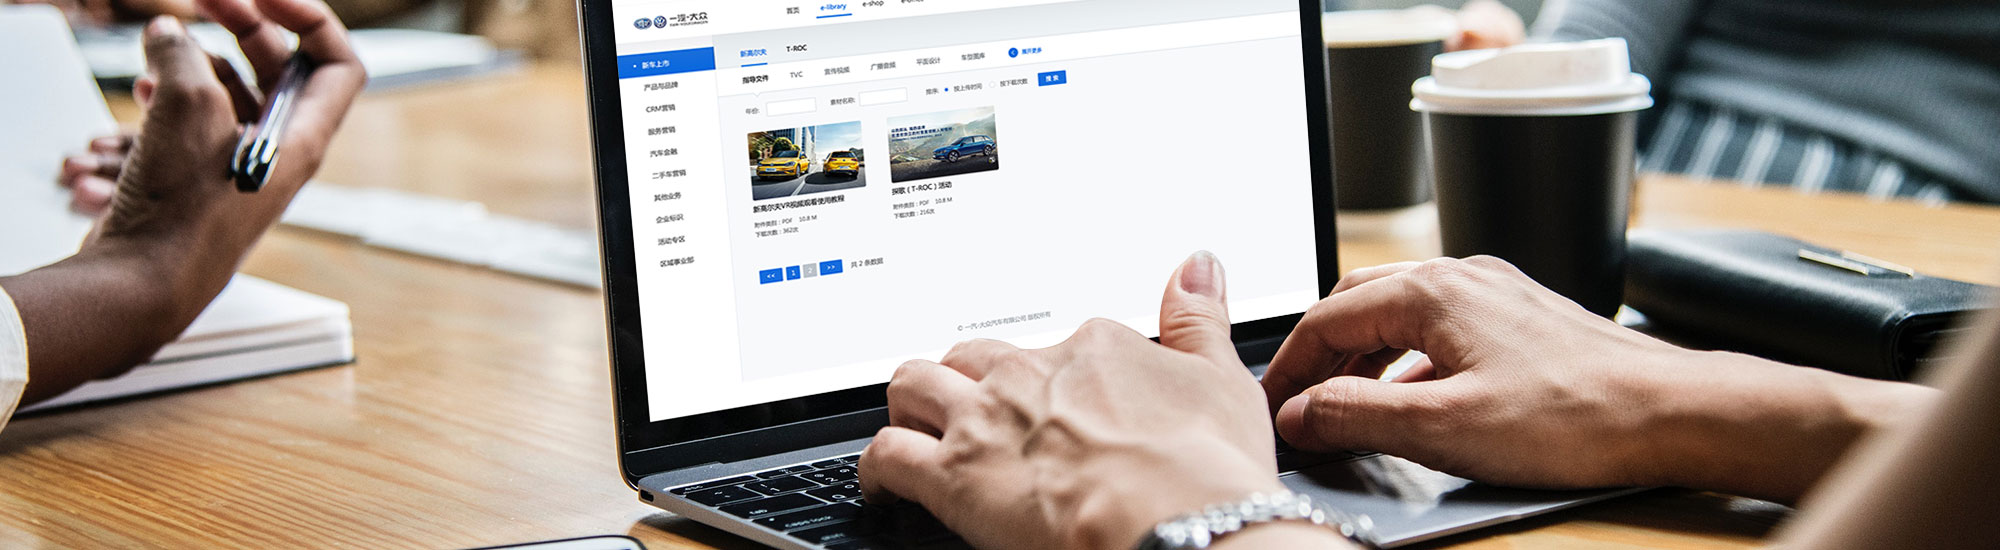 一汽-大众
FAW-VOLKSWAGEN
首页 e-library e-shop
新车上市
产品与品牌
CRM营销
服务营销
汽车金融
二手车营销
其他业务
企业标识
活动专区
区域事业部
新高尔夫 T-ROC
指导文件 TVC 宣传视频 广播音频 平面设计 车型图库 展开更多
年份: 素材名称: 排序: 按上传时间 按下载次数 搜 索
新高尔夫VR视频观看使用教程
附件类别：PDF 10.8 M
下载次数：362次
探歌（T-ROC）活动
附件类别：PDF 10.8 M
下载次数：216次
<< 1 2 >> 共 2 条数据
© 一汽-大众汽车有限公司 版权所有
esc
tab
caps lock
shift